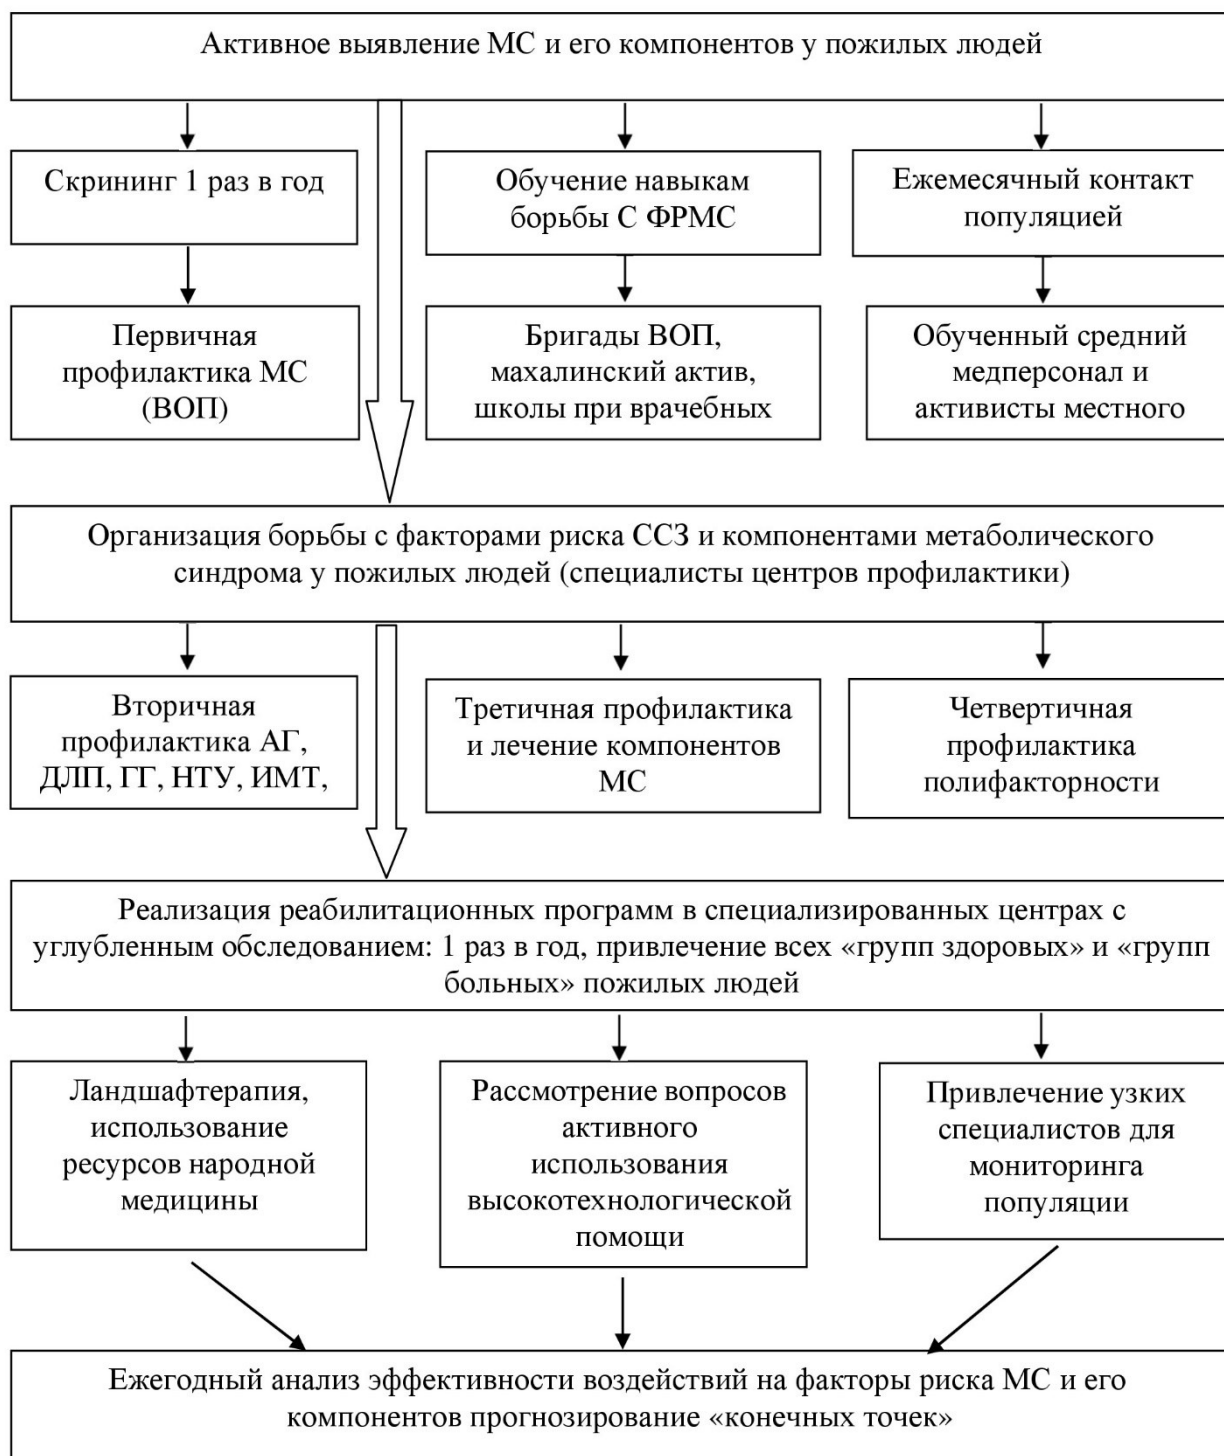 Активное выявление МС и его компонентов у пожилых людей
Скрининг 1 раз в год
Обучение навыкам
борьбы С ФРМС
Ежемесячный контакт
популяцией
Первичная
профилактика МС
(ВОП)
Бригады ВОП,
махалинский актив,
школы при врачебных
Обученный средний
медперсонал и
активисты местного
Организация борьбы с факторами риска ССЗ и компонентами метаболического
синдрома у пожилых людей (специалисты центров профилактики)
Вторичная
профилактика АГ,
ДЛП, ГГ, НТУ, ИМТ,
Третичная профилактика
и лечение компонентов
МС
Четвертичная
профилактика
полифакторности
Реализация реабилитационных программ в специализированных центрах с
углубленным обследованием: 1 раз в год, привлечение всех «групп здоровых» и «групп
больных» пожилых людей
Ландшафтерапия,
использование
ресурсов народной
медицины
Рассмотрение вопросов
активного
использования
высокотехнологической
помощи
Привлечение узких
специалистов для
мониторинга
популяции
Ежегодный анализ эффективности воздействий на факторы риска МС и его
компонентов прогнозирование «конечных точек»